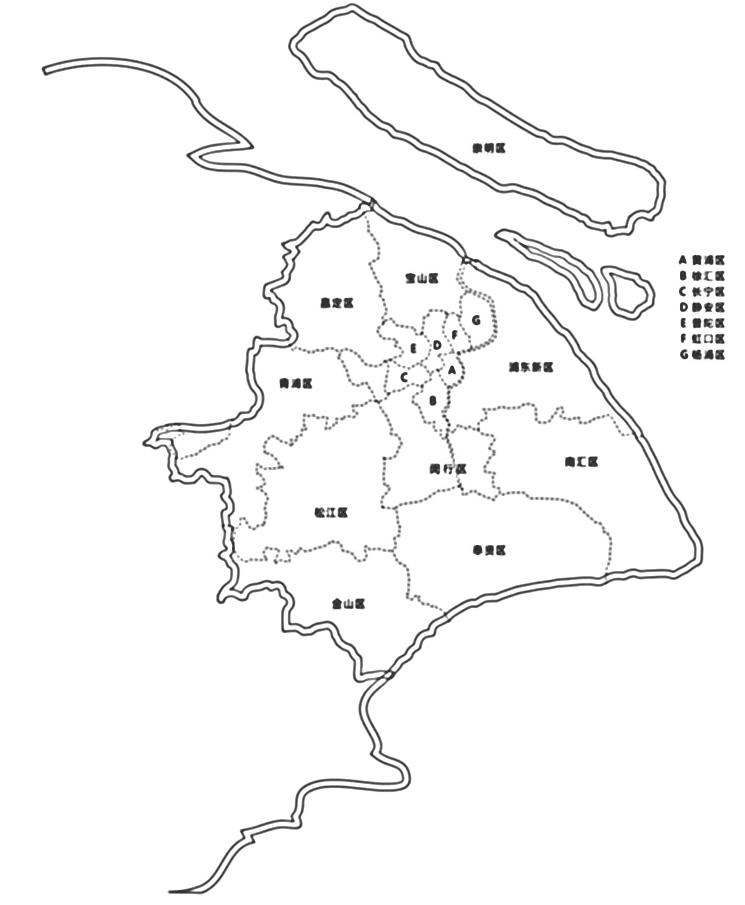 崇明区
宝山区
嘉定区
A 黄浦区
B 徐汇区
C 长宁区
D 静安区
E 普陀区
F 虹口区
G 杨浦区
G
F
E
D
A
C
B
浦东新区
青浦区
闵行区
南汇区
松江区
奉贤区
金山区